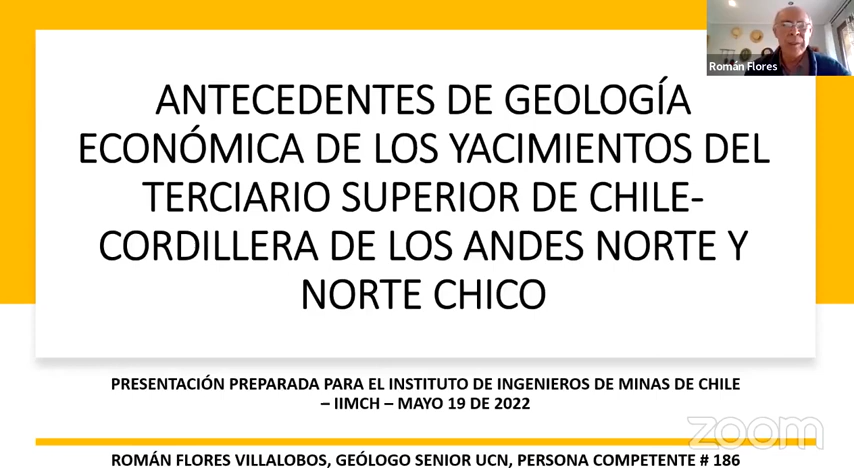 Román Flores
ANTECEDENTES DE GEOLOGÍA
ECONÓMICA DE LOS YACIMIENTOS DEL
TERCIARIO SUPERIOR DE CHILE-
CORDILLERA DE LOS ANDES NORTE Y
NORTE CHICO
PRESENTACIÓN PREPARADA PARA EL INSTITUTO DE INGENIEROS DE MINAS DE CHILE
– IIMCH – MAYO 19 DE 2022
zoom
ROMÁN FLORES VILLALOBOS, GEÓLOGO SENIOR UCN, PERSONA COMPETENTE # 186